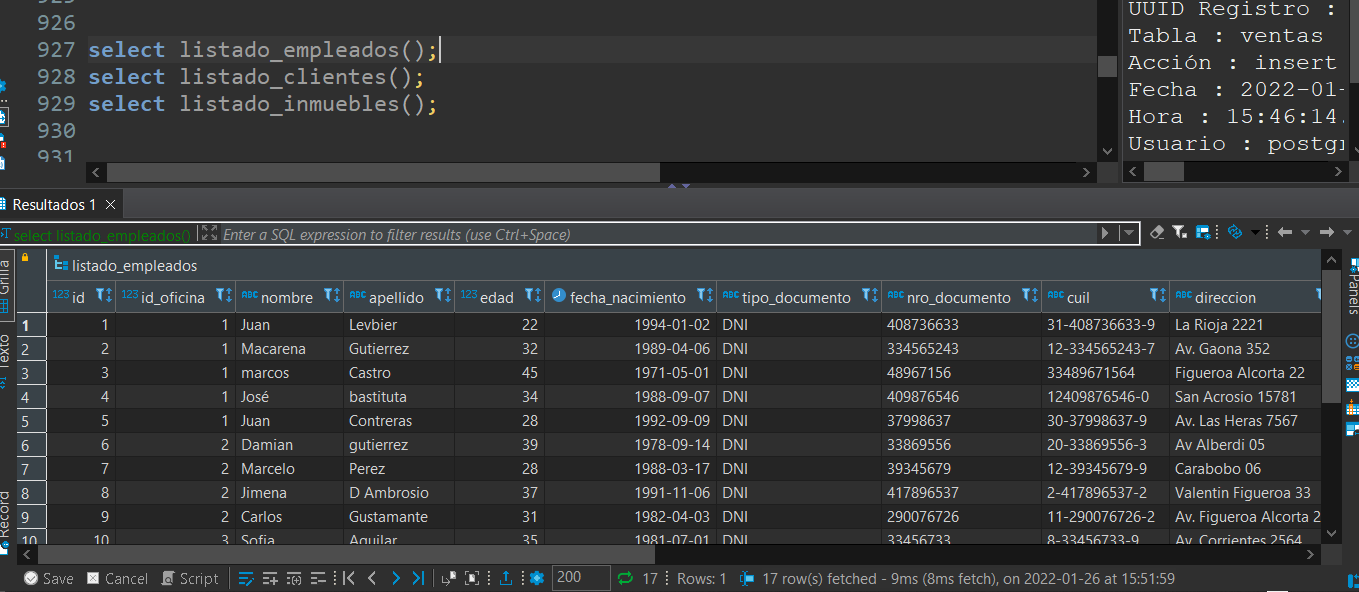 926
927 select listado_empleados();
928 select listado_clientes();
929 select listado_inmuebles();
930
931
UUID Registro :
Tabla : ventas
Acción : insert
Fecha : 2022-01-
Hora : 15:46:14.
Usuario : postgr
Resultados 1
select listado_empleados() Enter a SQL expression to filter results (use Ctrl+Space)
Grilla
Texto
Record
Panels
listado_empleados
123 id 123 id_oficina ABC nombre ABC apellido 123 edad fecha_nacimiento ABC tipo_documento ABC nro_documento ABC cuil ABC direccion
1 1 1 Juan Levbier 22 1994-01-02 DNI 408736633 31-408736633-9 La Rioja 2221
2 2 1 Macarena Gutierrez 32 1989-04-06 DNI 334565243 12-334565243-7 Av. Gaona 352
3 3 1 marcos Castro 45 1971-05-01 DNI 48967156 33489671564 Figueroa Alcorta 22
4 4 1 José bastituta 34 1988-09-07 DNI 409876546 12409876546-0 San Acrosio 15781
5 5 1 Juan Contreras 28 1992-09-09 DNI 37998637 30-37998637-9 Av. Las Heras 7567
6 6 2 Damian gutierrez 39 1978-09-14 DNI 33869556 20-33869556-3 Av Alberdi 05
7 7 2 Marcelo Perez 28 1988-03-17 DNI 39345679 12-39345679-9 Carabobo 06
8 8 2 Jimena D Ambrosio 37 1991-11-06 DNI 417896537 2-417896537-2 Valentin Figueroa 33
9 9 2 Carlos Gustamante 31 1982-04-03 DNI 290076726 11-290076726-2 Av. Figueroa Alcorta 2
10 10 3 Sofia Aguilar 35 1981-07-01 DNI 33456733 8-33456733-9 Av. Corrientes 2564
Save Cancel Script 200 17 Rows: 1 17 row(s) fetched - 9ms (8ms fetch), on 2022-01-26 at 15:51:59